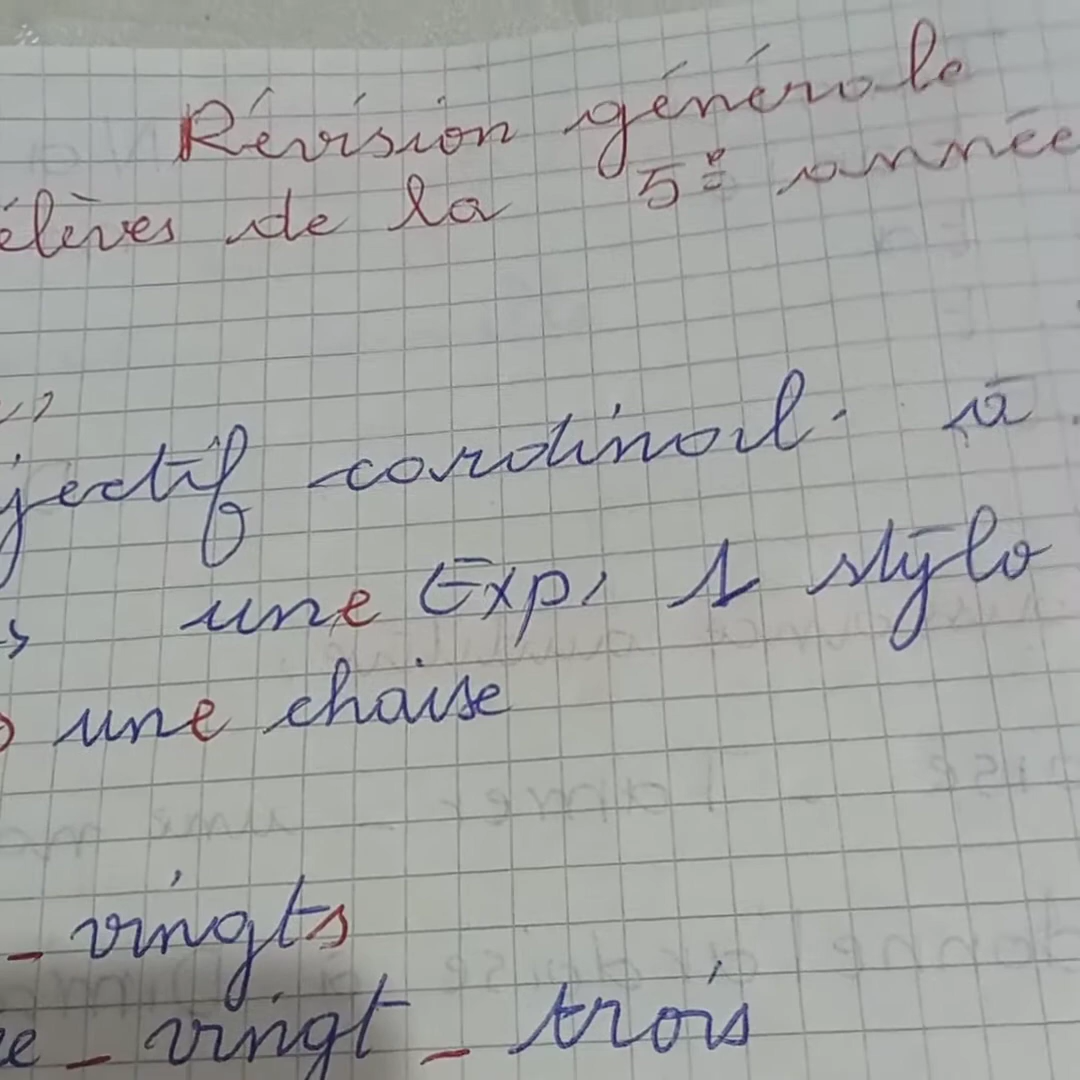 Révision générale
élèves de la 5e année
jectif cardinal. à
une Exp, 1 stylo
une chaise
- vingts
e - vingt - trois